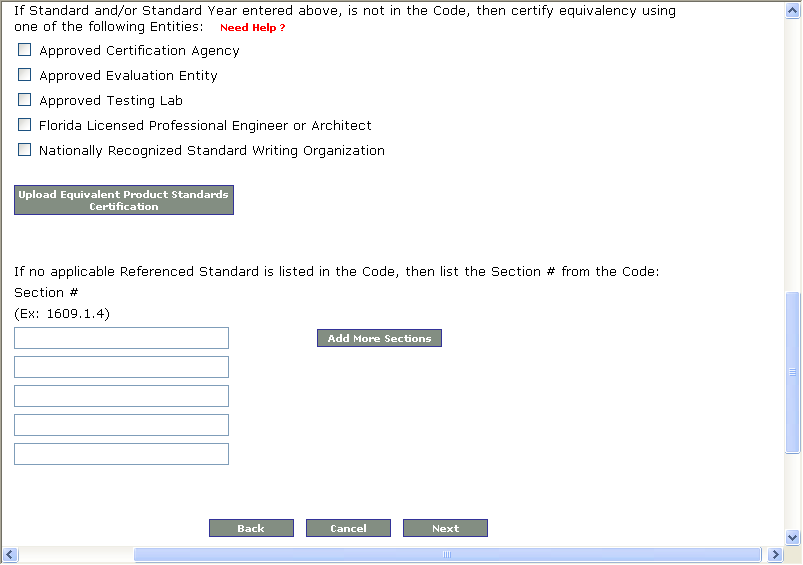 If Standard and/or Standard Year entered above, is not in the Code, then certify equivalency using
one of the following Entities: Need Help ?
Approved Certification Agency
Approved Evaluation Entity
Approved Testing Lab
Florida Licensed Professional Engineer or Architect
Nationally Recognized Standard Writing Organization
Upload Equivalent Product Standards
Certification
If no applicable Referenced Standard is listed in the Code, then list the Section # from the Code:
Section #
(Ex: 1609.1.4)
Add More Sections
Back Cancel Next